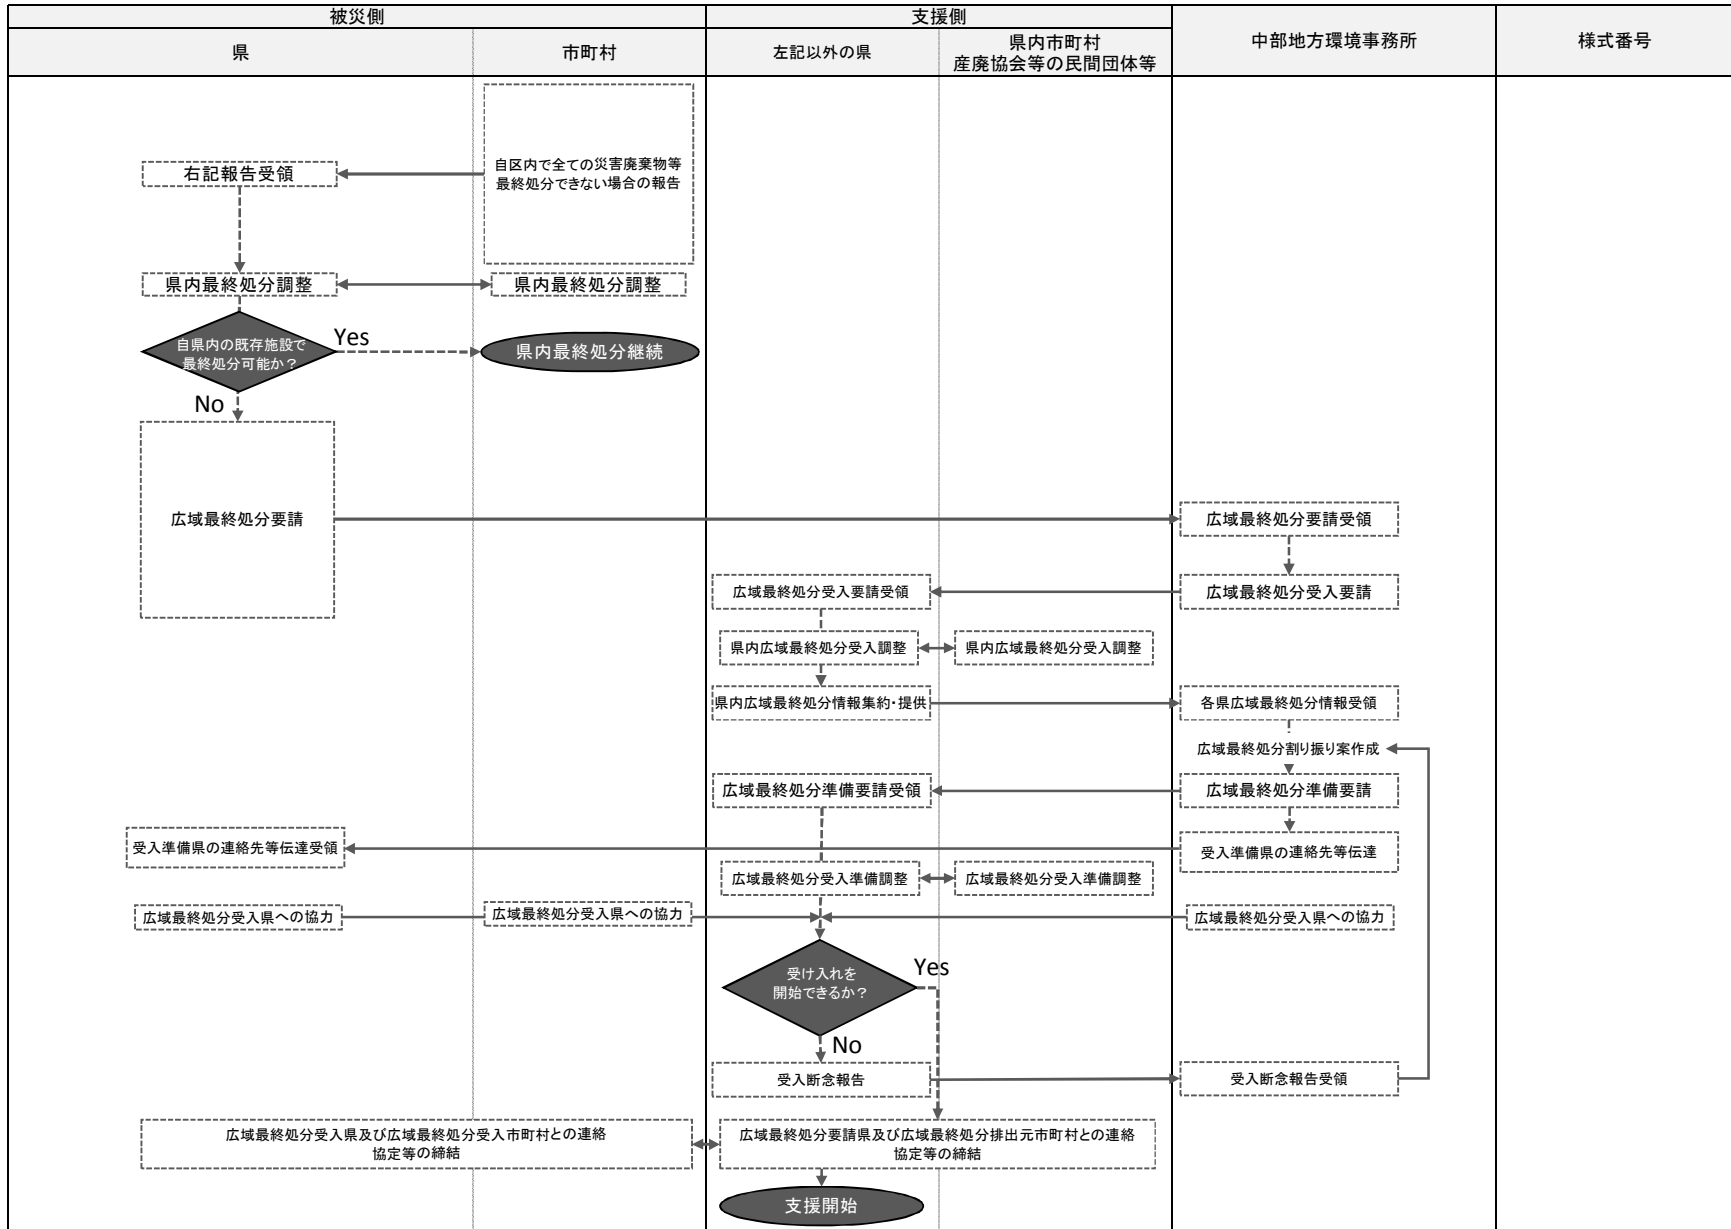 被災側
支援側
県
市町村
左記以外の県
県内市町村
産廃協会等の民間団体等
中部地方環境事務所
様式番号
自区内で全ての災害廃棄物等
最終処分できない場合の報告
右記報告受領
県内最終処分調整
県内最終処分調整
自県内の既存施設で
最終処分可能か？
Yes
県内最終処分継続
No
広域最終処分要請
広域最終処分要請受領
広域最終処分受入要請受領
広域最終処分受入要請
県内広域最終処分受入調整
県内広域最終処分受入調整
県内広域最終処分情報集約・提供
各県広域最終処分情報受領
広域最終処分割り振り案作成
広域最終処分準備要請受領
広域最終処分準備要請
受入準備県の連絡先等伝達受領
受入準備県の連絡先等伝達
広域最終処分受入準備調整
広域最終処分受入準備調整
広域最終処分受入県への協力
広域最終処分受入県への協力
広域最終処分受入県への協力
受け入れを
開始できるか？
Yes
No
受入断念報告
受入断念報告受領
広域最終処分受入県及び広域最終処分受入市町村との連絡
協定等の締結
広域最終処分要請県及び広域最終処分排出元市町村との連絡
協定等の締結
支援開始